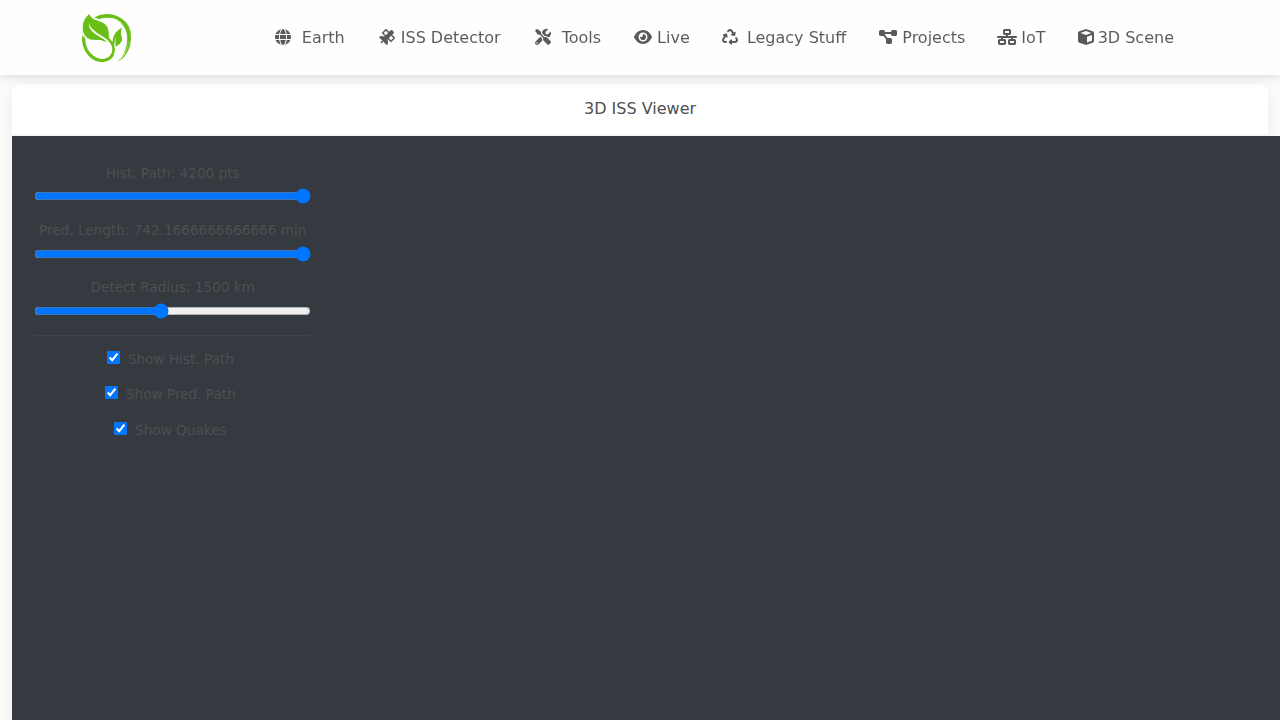 Earth ISS Detector Tools Live Legacy Stuff Projects IoT 3D Scene
3D ISS Viewer
Hist. Path: 4200 pts
Pred. Length: 742.1666666666666 min
Detect Radius: 1500 km
Show Hist. Path
Show Pred. Path
Show Quakes